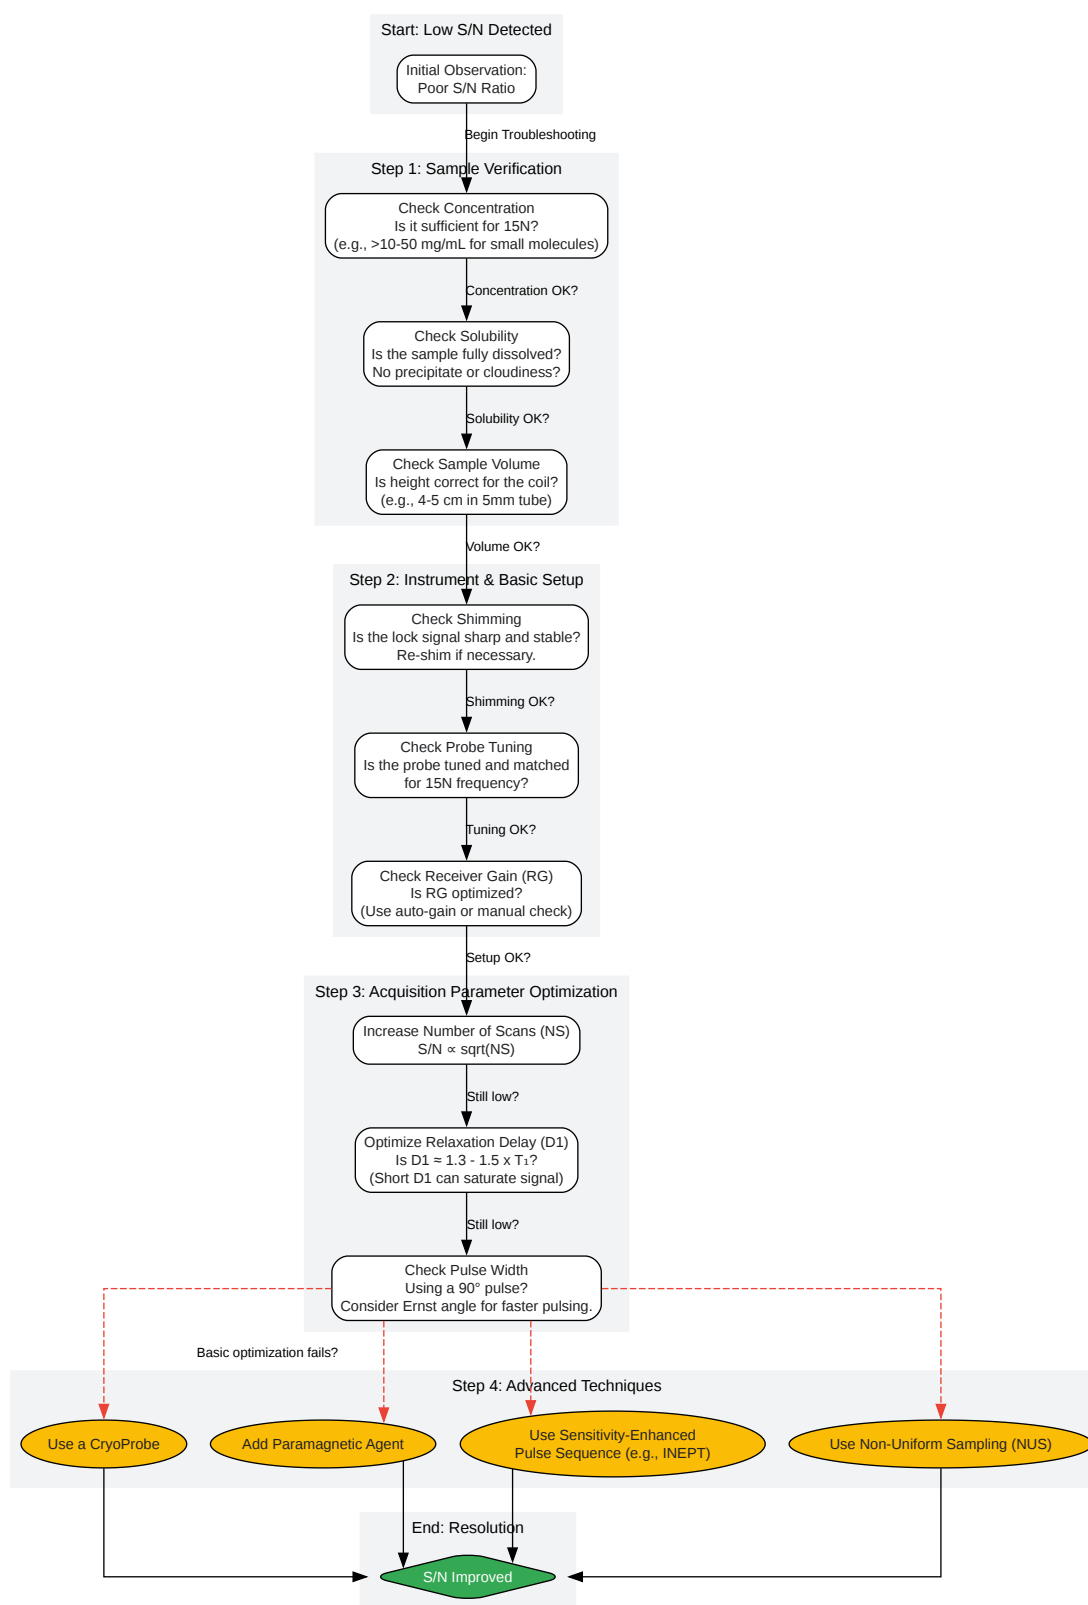 Start: Low S/N Detected
Initial Observation:
Poor S/N Ratio
Begin Troubleshooting
Step 1: Sample Verification
Check Concentration
Is it sufficient for 15N?
(e.g., >10-50 mg/mL for small molecules)
Concentration OK?
Check Solubility
Is the sample fully dissolved?
No precipitate or cloudiness?
Solubility OK?
Check Sample Volume
Is height correct for the coil?
(e.g., 4-5 cm in 5mm tube)
Volume OK?
Step 2: Instrument & Basic Setup
Check Shimming
Is the lock signal sharp and stable?
Re-shim if necessary.
Shimming OK?
Check Probe Tuning
Is the probe tuned and matched
for 15N frequency?
Tuning OK?
Check Receiver Gain (RG)
Is RG optimized?
(Use auto-gain or manual check)
Setup OK?
Step 3: Acquisition Parameter Optimization
Increase Number of Scans (NS)
S/N ∝ sqrt(NS)
Still low?
Optimize Relaxation Delay (D1)
Is D1 ≈ 1.3 - 1.5 x T₁?
(Short D1 can saturate signal)
Still low?
Check Pulse Width
Using a 90° pulse?
Consider Ernst angle for faster pulsing.
Basic optimization fails?
Step 4: Advanced Techniques
Use a CryoProbe
Add Paramagnetic Agent
Use Sensitivity-Enhanced
Pulse Sequence (e.g., INEPT)
Use Non-Uniform Sampling (NUS)
End: Resolution
S/N Improved